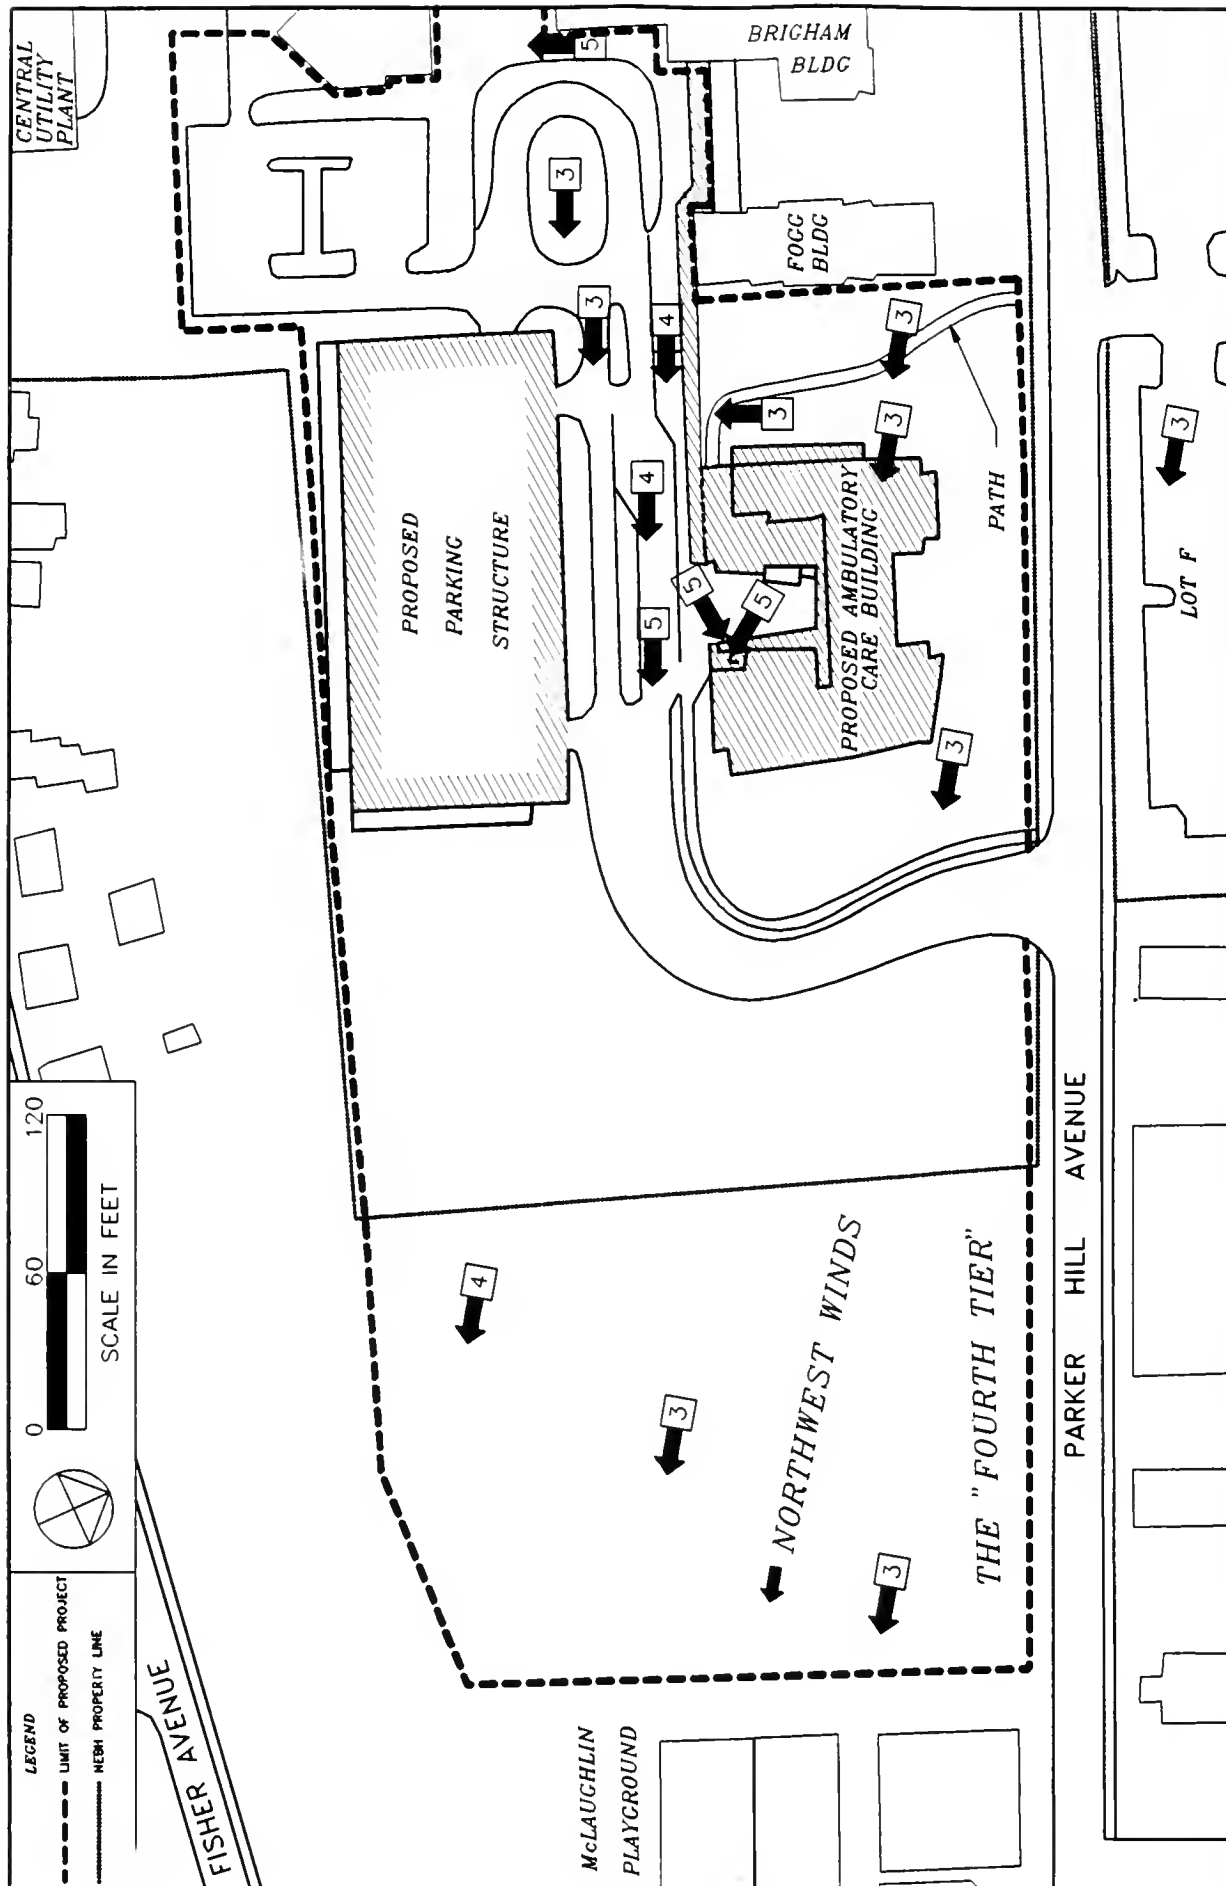 LEGEND
LIMIT OF PROPOSED PROJECT
NEBH PROPERTY LINE
0 60 120
SCALE IN FEET
CENTRAL
UTILITY
PLANT
FISHER AVENUE
PROPOSED
PARKING
STRUCTURE
BRIGHAM
BLDG
FOGG
BLDG
PROPOSED AMBULATORY
CARE BUILDING
PATH
LOT F
5
3
3
4
3
3
3
4
5
5
5
3
3
4
3
3
NORTHWEST WINDS
THE "FOURTH TIER"
PARKER HILL AVENUE
McLAUGHLIN
PLAYGROUND